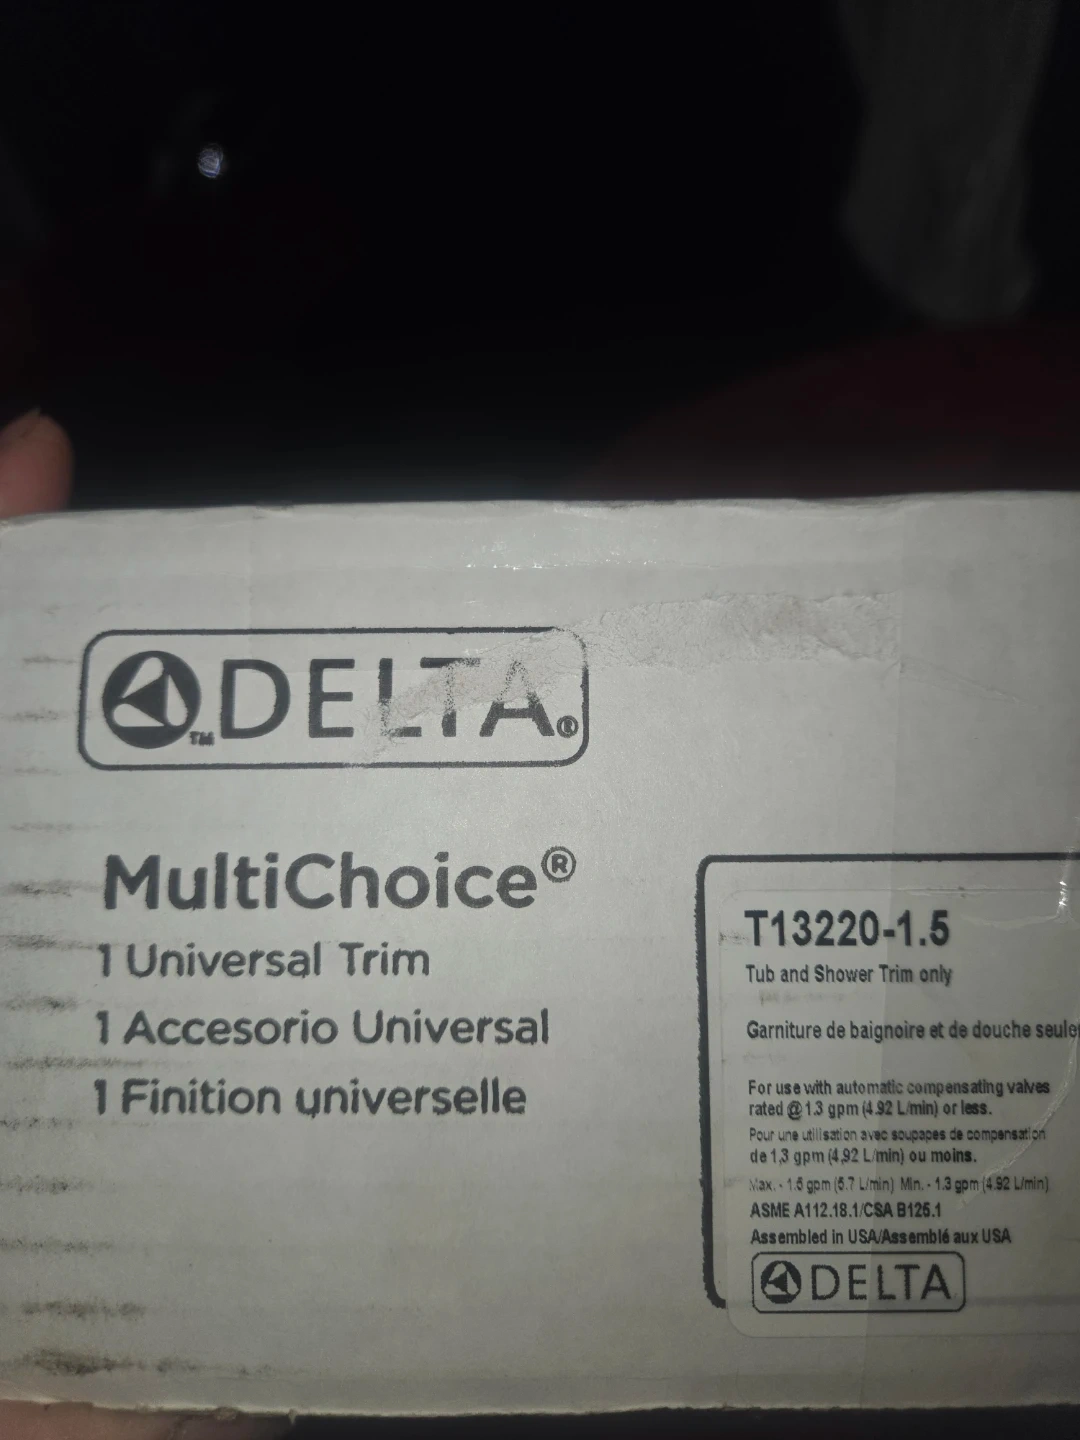 ™DELTA®
MultiChoice®
1 Universal Trim
1 Accesorio Universal
1 Finition universelle
T13220-1.5
Tub and Shower Trim only
Garniture de baignoire et de douche
For use with automatic compensating valves
rated @ 1.3 gpm (4.92 L/min) or less.
Pour une utilisation avec soupapes de compensation
de 1,3 gpm (4,92 L/min) ou moins.
Max. - 1.5 gpm (5.7 L/min) Min. - 1.3 gpm (4.92 L/min)
ASME A112.18.1/CSA B125.1
Assembled in USA/Assemblé aux USA
DELTA